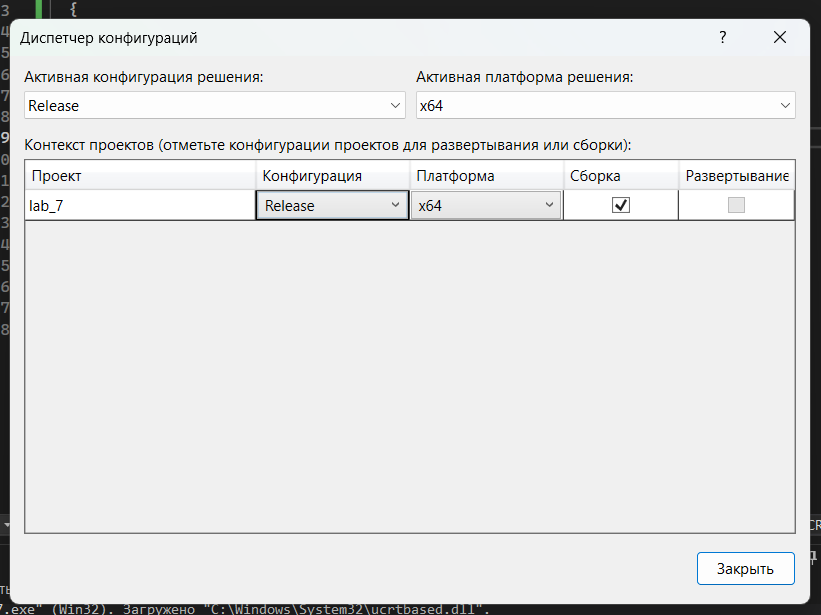 {
Диспетчер конфигураций
?
Активная конфигурация решения:
Активная платформа решения:
Release
x64
Контекст проектов (отметьте конфигурации проектов для развертывания или сборки):
Проект Конфигурация Платформа Сборка Развертывание
lab_7 Release x64
Закрыть
7.exe" (Win32). Загружено "C:\Windows\System32\ucrtbased.dll".